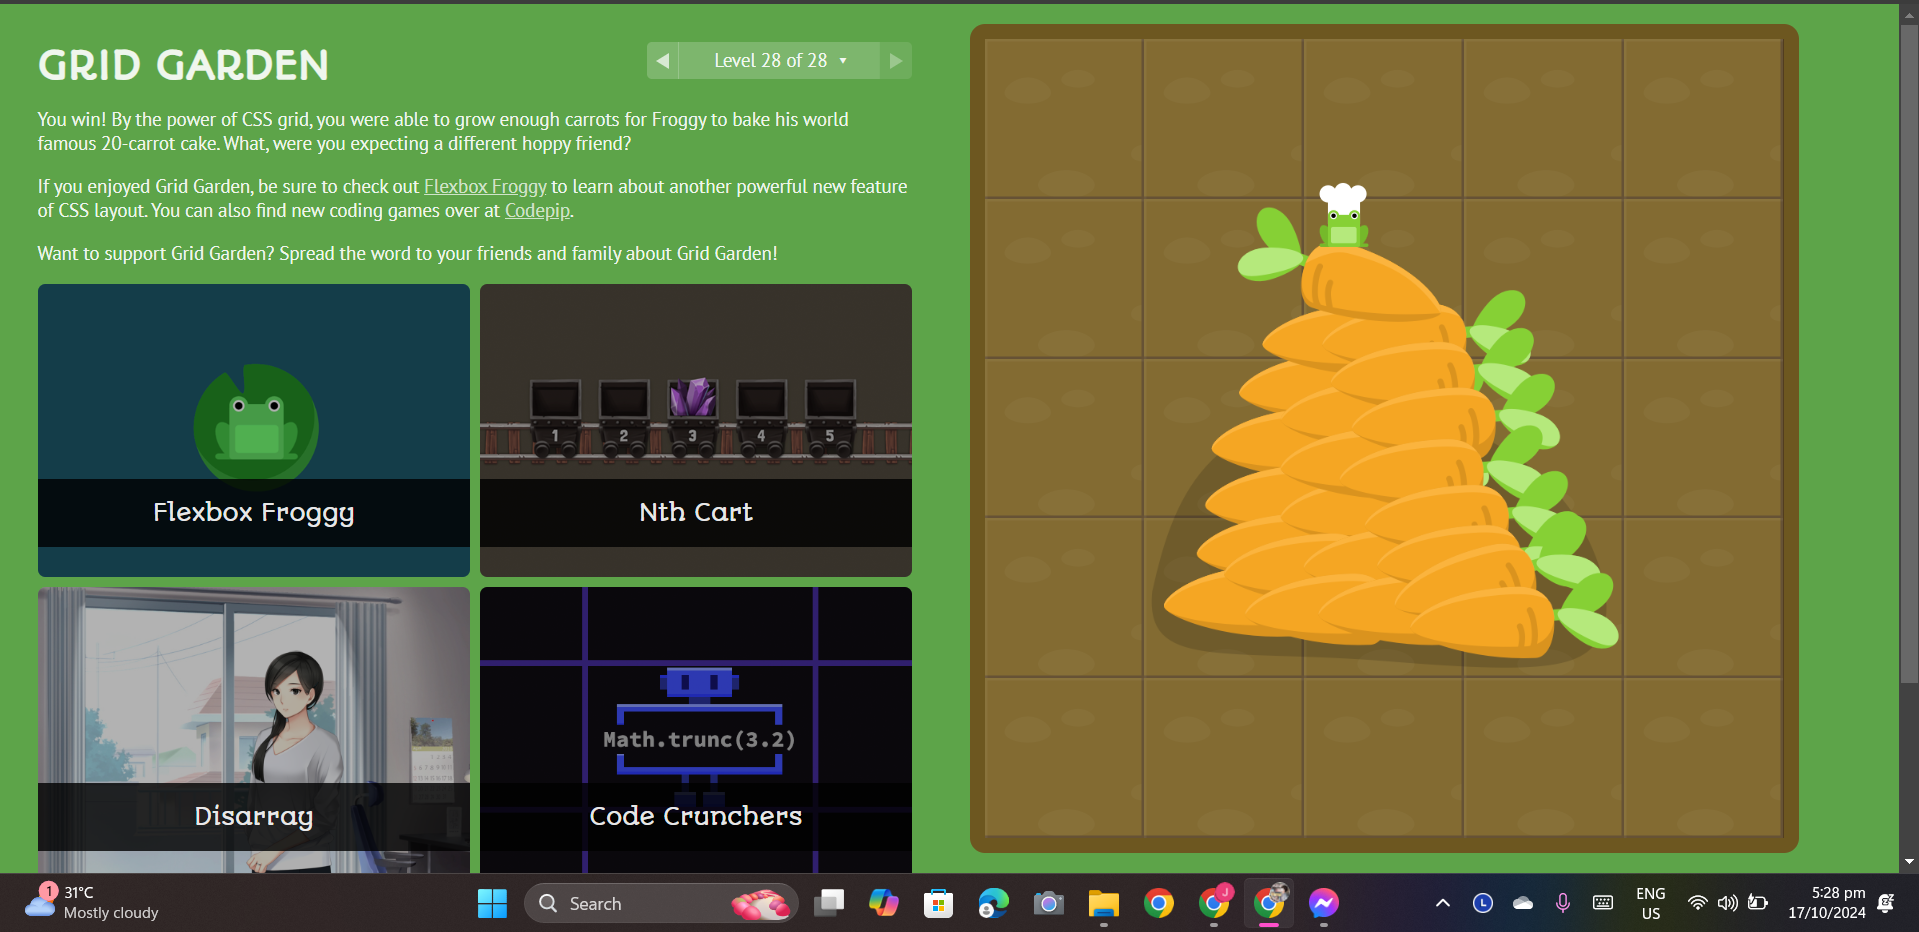 GRID GARDEN
Level 28 of 28
You win! By the power of CSS grid, you were able to grow enough carrots for Froggy to bake his world
famous 20-carrot cake. What, were you expecting a different hoppy friend?
If you enjoyed Grid Garden, be sure to check out Flexbox Froggy to learn about another powerful new feature
of CSS layout. You can also find new coding games over at Codepip.
Want to support Grid Garden? Spread the word to your friends and family about Grid Garden!
Flexbox Froggy
1 2 3 4 5
Nth Cart
Disarray
Math.trunc(3.2)
Code Crunchers
1
31°C
Mostly cloudy
Search
J
L
ENG
US
5:28 pm
17/10/2024